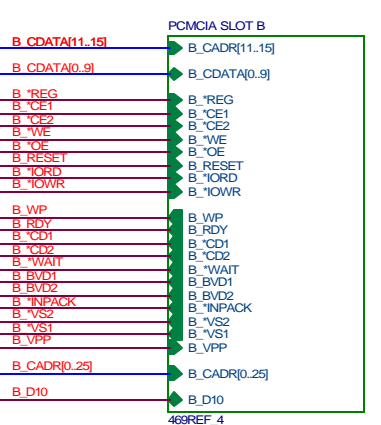 PCMCIA SLOT B
B_CDATA[11..15] B_CADR[11..15]
B_CDATA[0..9] B_CDATA[0..9]
B_*REG B_*REG
B_*CE1 B_*CE1
B_*CE2 B_*CE2
B_*WE B_*WE
B_*OE B_*OE
B_RESET B_RESET
B_*IORD B_*IORD
B_*IOWR B_*IOWR
B_WP B_WP
B_RDY B_RDY
B_*CD1 B_*CD1
B_*CD2 B_*CD2
B_*WAIT B_*WAIT
B_BVD1 B_BVD1
B_BVD2 B_BVD2
B_*INPACK B_*INPACK
B_*VS2 B_*VS2
B_*VS1 B_*VS1
B_VPP B_VPP
B_CADR[0..25] B_CADR[0..25]
B_D10 B_D10
469REF_4